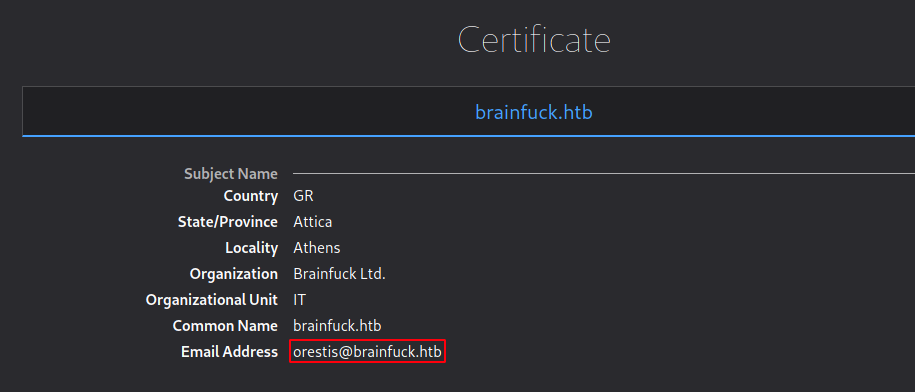 Certificate
brainfuck.htb
Subject Name
Country GR
State/Province Attica
Locality Athens
Organization Brainfuck Ltd.
Organizational Unit IT
Common Name brainfuck.htb
Email Address orestis@brainfuck.htb